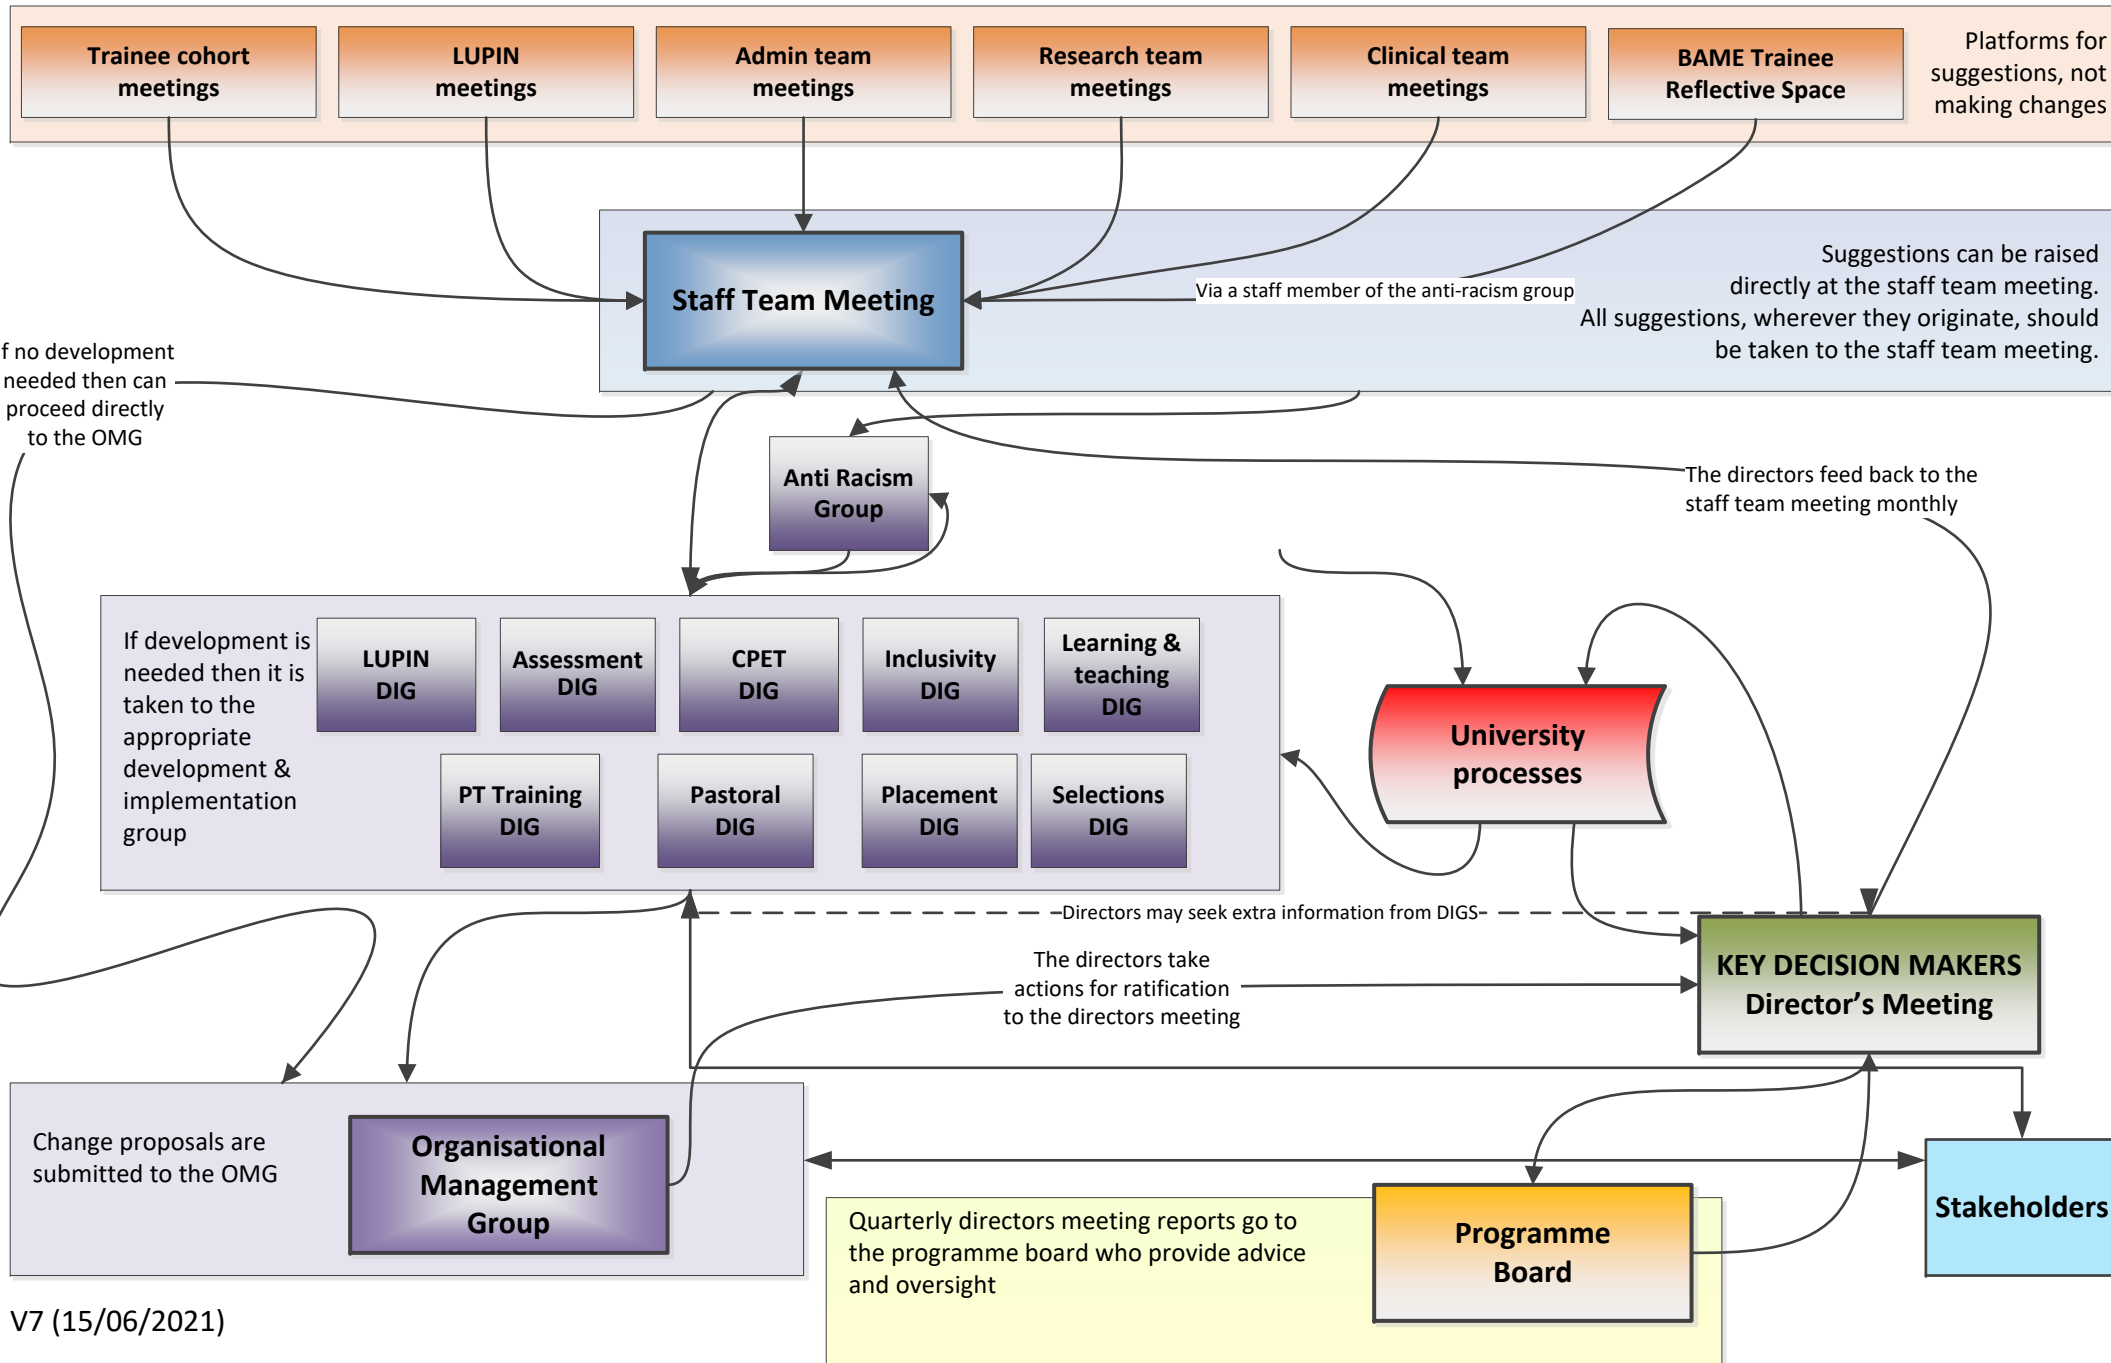 Trainee cohort
meetings
LUPIN
meetings
Admin team
meetings
Research team
meetings
Clinical team
meetings
BAME Trainee
Reflective Space
Platforms for
suggestions, not
making changes
Staff Team Meeting
Via a staff member of the anti-racism group
Suggestions can be raised
directly at the staff team meeting.
All suggestions, wherever they originate, should
be taken to the staff team meeting.
f no development
needed then can
proceed directly
to the OMG
Anti Racism
Group
The directors feed back to the
staff team meeting monthly
If development is
needed then it is
taken to the
appropriate
development &
implementation
group
LUPIN
DIG
Assessment
DIG
CPET
DIG
Inclusivity
DIG
Learning &
teaching
DIG
PT Training
DIG
Pastoral
DIG
Placement
DIG
Selections
DIG
University
processes
Directors may seek extra information from DIGS
The directors take
actions for ratification
to the directors meeting
KEY DECISION MAKERS
Director's Meeting
Change proposals are
submitted to the OMG
Organisational
Management
Group
Quarterly directors meeting reports go to
the programme board who provide advice
and oversight
Programme
Board
Stakeholders
V7 (15/06/2021)